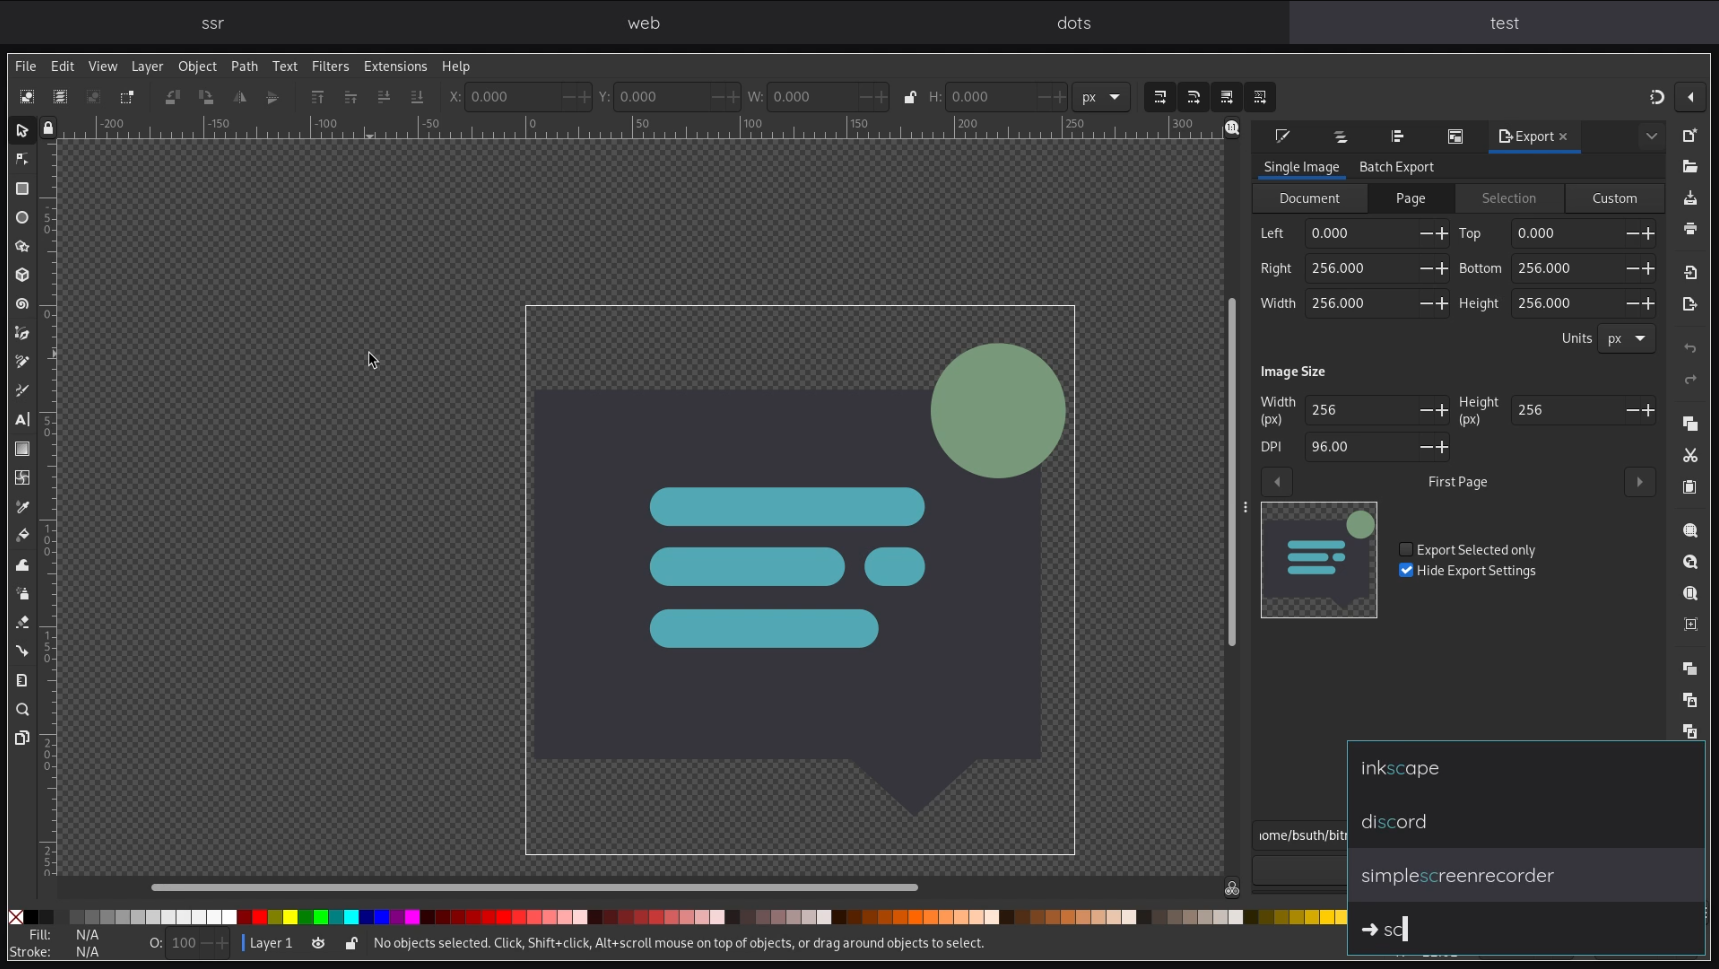 ssr web dots test
File Edit View Layer Object Path Text Filters Extensions Help
X: 0.000 Y: 0.000 W: 0.000 H: 0.000 px
-200 -150 -100 -50 0 50 100 150 200 250 300
Export
Single Image Batch Export
Document Page Selection Custom
Left 0.000 Top 0.000
Right 256.000 Bottom 256.000
Width 256.000 Height 256.000
Units px
Image Size
Width (px) 256 Height (px) 256
DPI 96.00
First Page
Export Selected only
Hide Export Settings
inkscape
discord
ome/bsuth/bit
simplescreenrecorder
➜ sc
Fill: N/A
Stroke: N/A
O: 100
Layer 1
No objects selected. Click, Shift+click, Alt+scroll mouse on top of objects, or drag around objects to select.